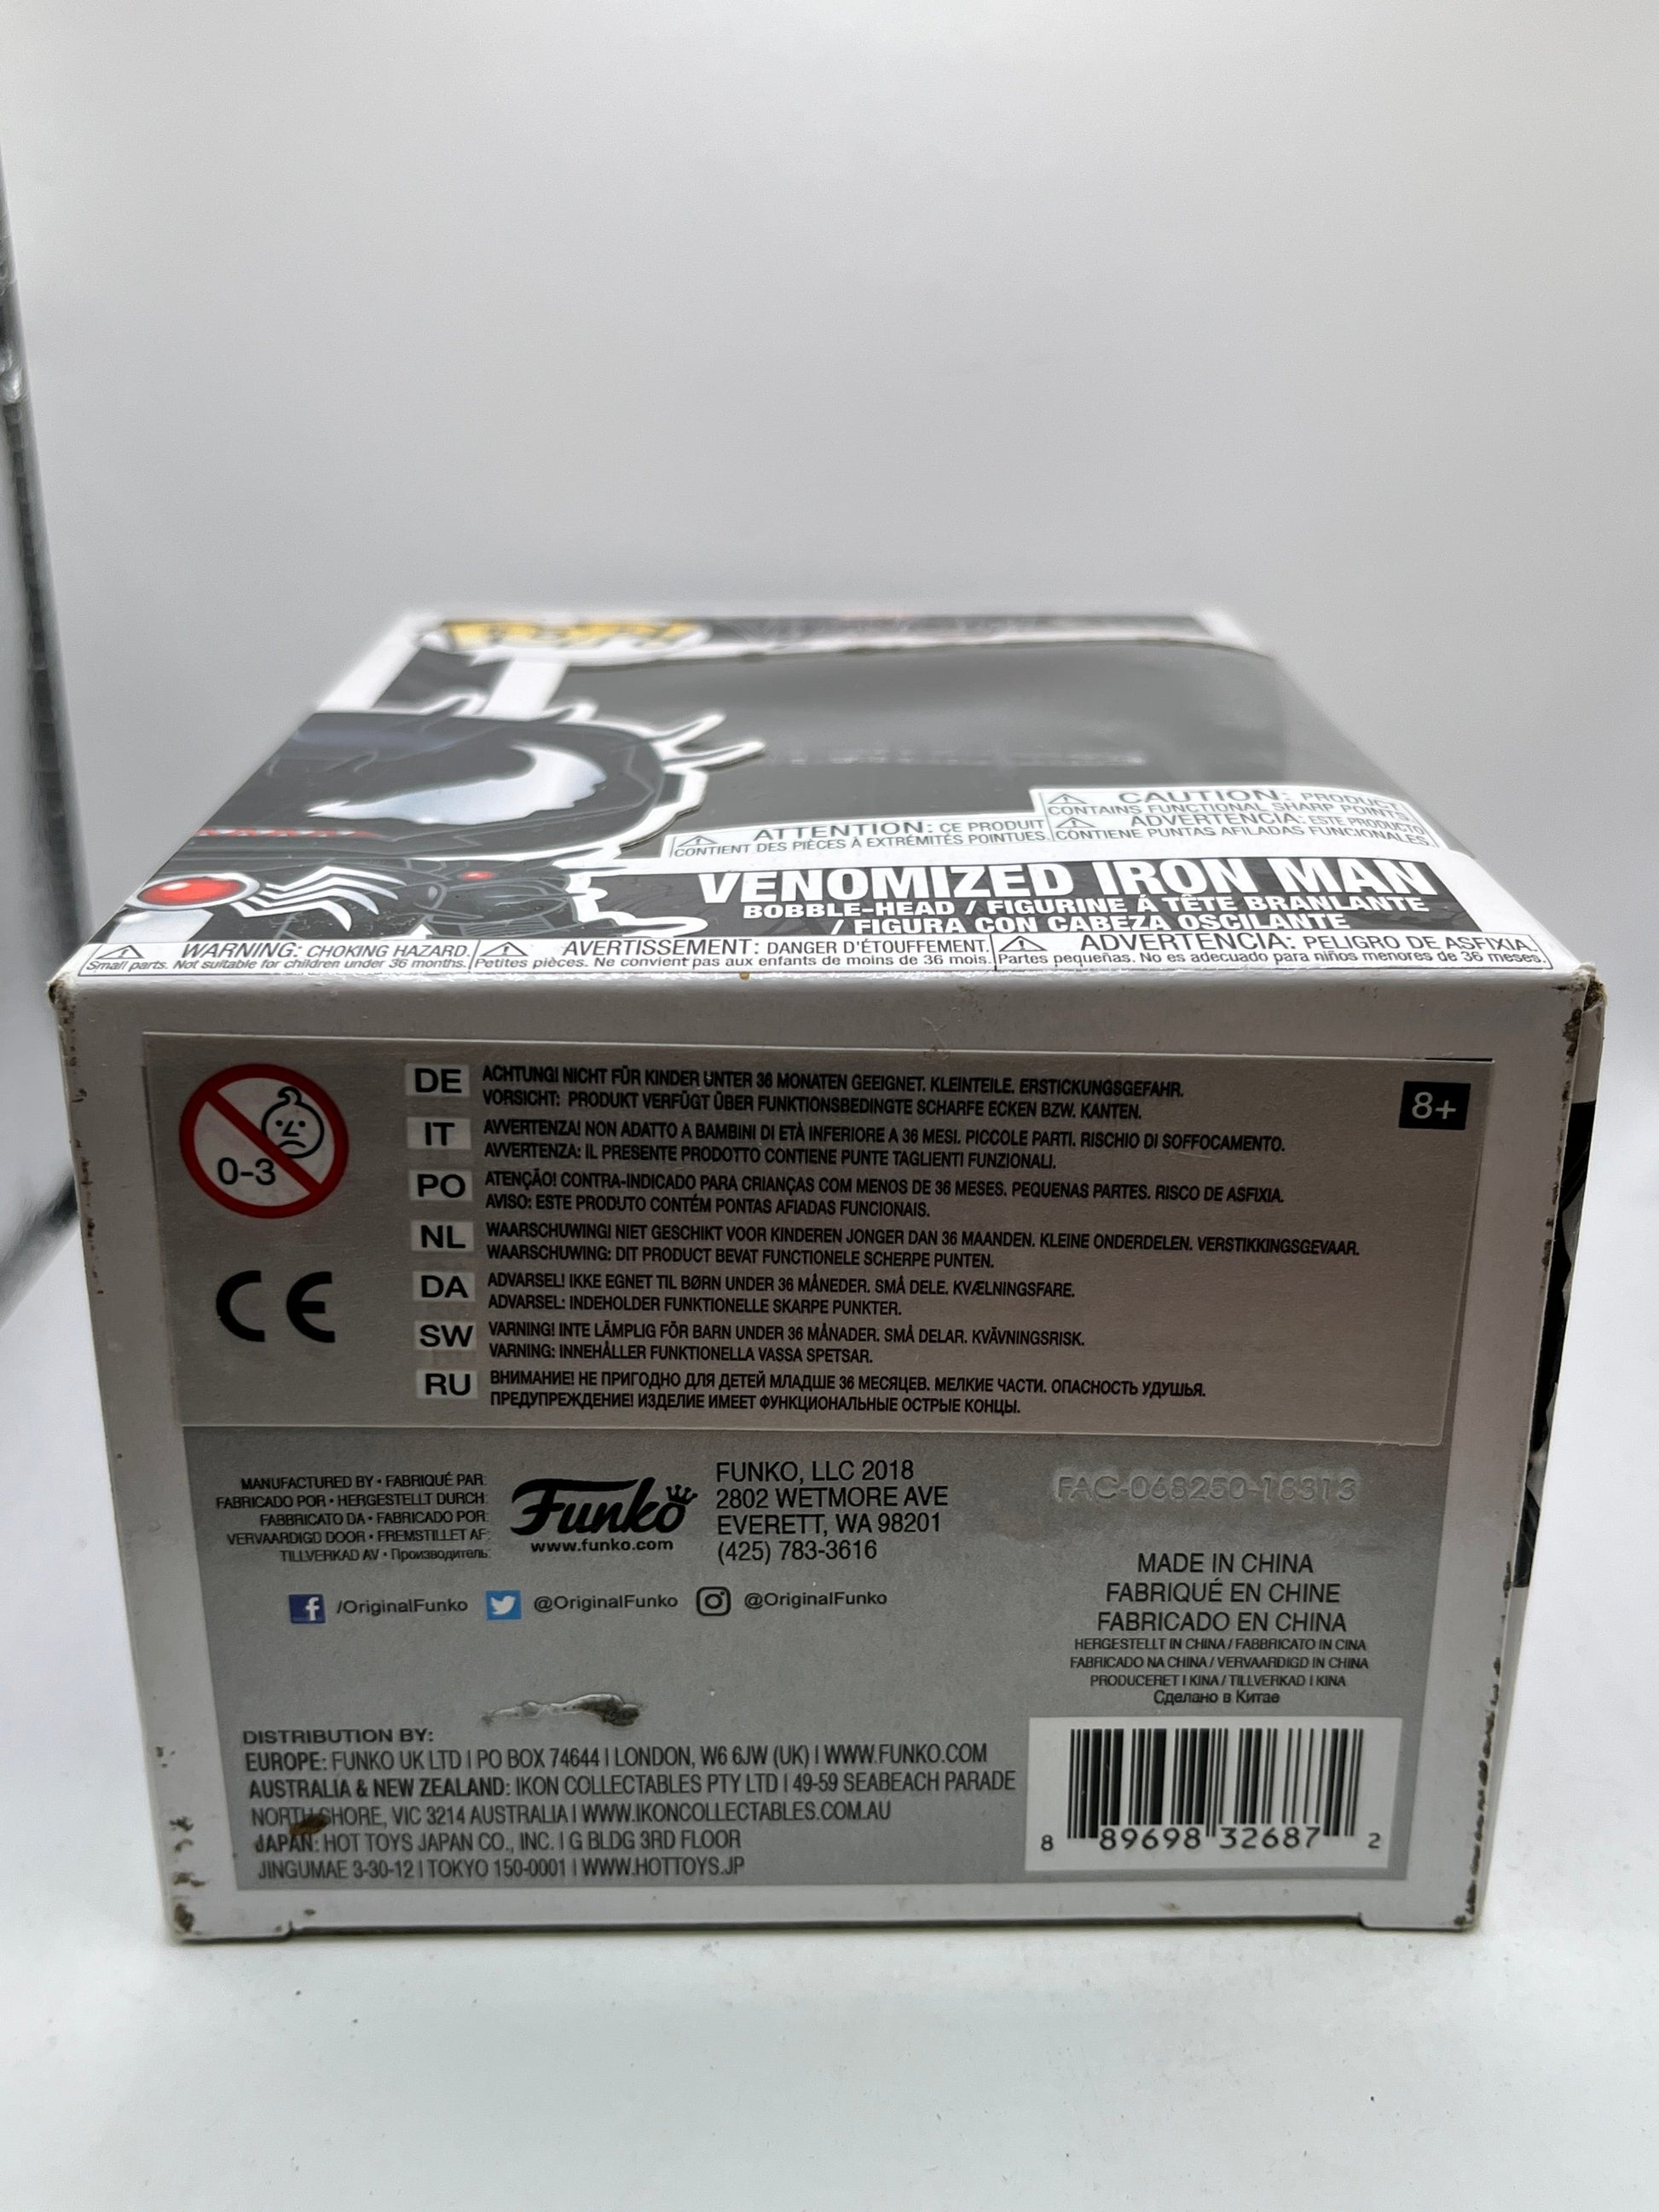 POP!
CAUTION: PRODUCT
CONTAINS FUNCTIONAL SHARP POINTS.
ADVERTENCIA: ESTE PRODUCTO
CONTIENE PUNTAS AFILADAS FUNCIONALES.
ATTENTION: CE PRODUIT
CONTIENT DES PIÈCES À EXTRÉMITÉS POINTUES.
VENOMIZED IRON MAN
BOBBLE-HEAD / FIGURINE À TÊTE BRANLANTE
/ FIGURA CON CABEZA OSCILANTE
WARNING: CHOKING HAZARD.
Small parts. Not suitable for children under 36 months.
AVERTISSEMENT: DANGER D'ÉTOUFFEMENT.
Petites pièces. Ne convient pas aux enfants de moins de 36 mois.
ADVERTENCIA: PELIGRO DE ASFIXIA.
Partes pequeñas. No es adecuado para niños menores de 36 meses.
0-3
DE ACHTUNG! NICHT FÜR KINDER UNTER 36 MONATEN GEEIGNET. KLEINTEILE. ERSTICKUNGSGEFAHR.
VORSICHT: PRODUKT VERFÜGT ÜBER FUNKTIONSBEDINGTE SCHARFE ECKEN BZW. KANTEN.
8+
IT AVVERTENZA! NON ADATTO A BAMBINI DI ETÀ INFERIORE A 36 MESI. PICCOLE PARTI. RISCHIO DI SOFFOCAMENTO.
AVVERTENZA: IL PRESENTE PRODOTTO CONTIENE PUNTE TAGLIENTI FUNZIONALI.
PO ATENÇÃO! CONTRA-INDICADO PARA CRIANÇAS COM MENOS DE 36 MESES. PEQUENAS PARTES. RISCO DE ASFIXIA.
AVISO: ESTE PRODUTO CONTÉM PONTAS AFIADAS FUNCIONAIS.
NL WAARSCHUWING! NIET GESCHIKT VOOR KINDEREN JONGER DAN 36 MAANDEN. KLEINE ONDERDELEN. VERSTIKKINGSGEVAAR.
WAARSCHUWING: DIT PRODUCT BEVAT FUNCTIONELE SCHERPE PUNTEN.
DA ADVARSEL! IKKE EGNET TIL BØRN UNDER 36 MÅNEDER. SMÅ DELE. KVÆLNINGSFARE.
ADVARSEL: INDEHOLDER FUNKTIONELLE SKARPE PUNKTER.
SW VARNING! INTE LÄMPLIG FÖR BARN UNDER 36 MÅNADER. SMÅ DELAR. KVÄVNINGSRISK.
VARNING: INNEHÅLLER FUNKTIONELLA VASSA SPETSAR.
RU ВНИМАНИЕ! НЕ ПРИГОДНО ДЛЯ ДЕТЕЙ МЛАДШЕ 36 МЕСЯЦЕВ. МЕЛКИЕ ЧАСТИ. ОПАСНОСТЬ УДУШЬЯ.
ПРЕДУПРЕЖДЕНИЕ! ИЗДЕЛИЕ ИМЕЕТ ФУНКЦИОНАЛЬНЫЕ ОСТРЫЕ КОНЦЫ.
CE
MANUFACTURED BY • FABRIQUÉ PAR:
FABRICADO POR • HERGESTELLT DURCH:
FABBRICATO DA • FABRICADO POR:
VERVAARDIGD DOOR • FREMSTILLET AF:
TILLVERKAD AV • Производитель:
Funko
www.funko.com
FUNKO, LLC 2018
2802 WETMORE AVE
EVERETT, WA 98201
(425) 783-3616
FAC-068250-18313
/OriginalFunko @OriginalFunko @OriginalFunko
MADE IN CHINA
FABRIQUÉ EN CHINE
FABRICADO EN CHINA
HERGESTELLT IN CHINA / FABBRICATO IN CINA
FABRICADO NA CHINA / VERVAARDIGD IN CHINA
PRODUCERET I KINA / TILLVERKAD I KINA
Сделано в Китае
DISTRIBUTION BY:
EUROPE: FUNKO UK LTD | PO BOX 74644 | LONDON, W6 6JW (UK) | WWW.FUNKO.COM
AUSTRALIA & NEW ZEALAND: IKON COLLECTABLES PTY LTD | 49-59 SEABEACH PARADE
NORTH SHORE, VIC 3214 AUSTRALIA | WWW.IKONCOLLECTABLES.COM.AU
JAPAN: HOT TOYS JAPAN CO., INC. | G BLDG 3RD FLOOR
JINGUMAE 3-30-12 | TOKYO 150-0001 | WWW.HOTTOYS.JP
8 89698 32687 2